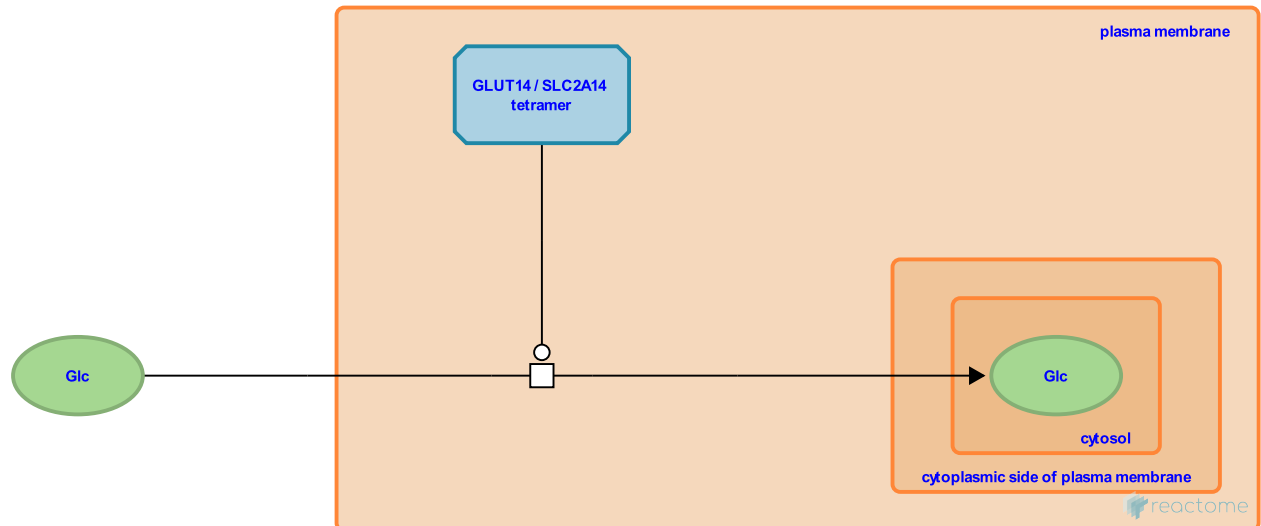 plasma membrane
GLUT14 / SLC2A14
tetramer
Glc
Glc
cytosol
cytoplasmic side of plasma membrane
reactome